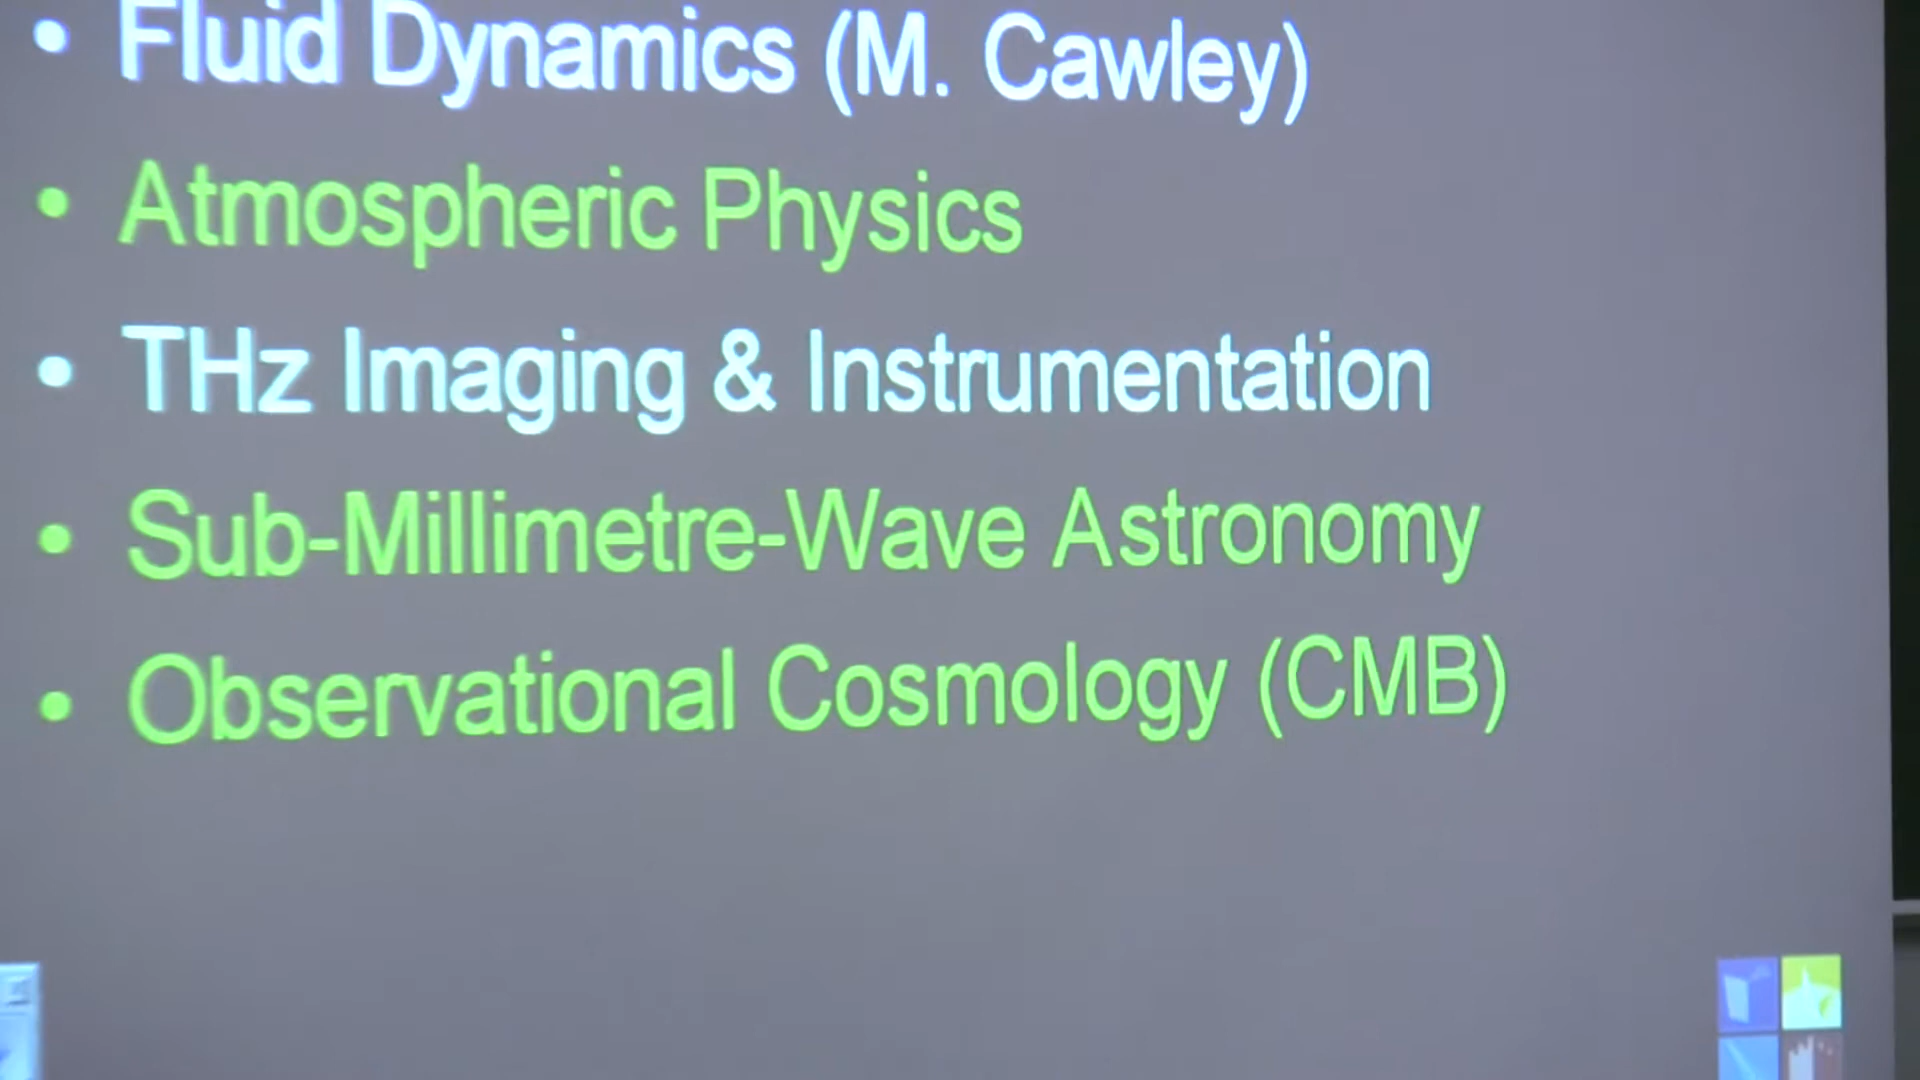 • Fluid Dynamics (M. Cawley)
• Atmospheric Physics
• THz Imaging & Instrumentation
• Sub-Millimetre-Wave Astronomy
• Observational Cosmology (CMB)